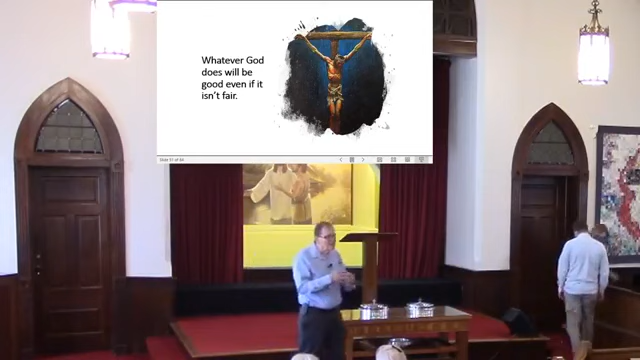 Whatever God
does will be
good even if it
isn't fair.